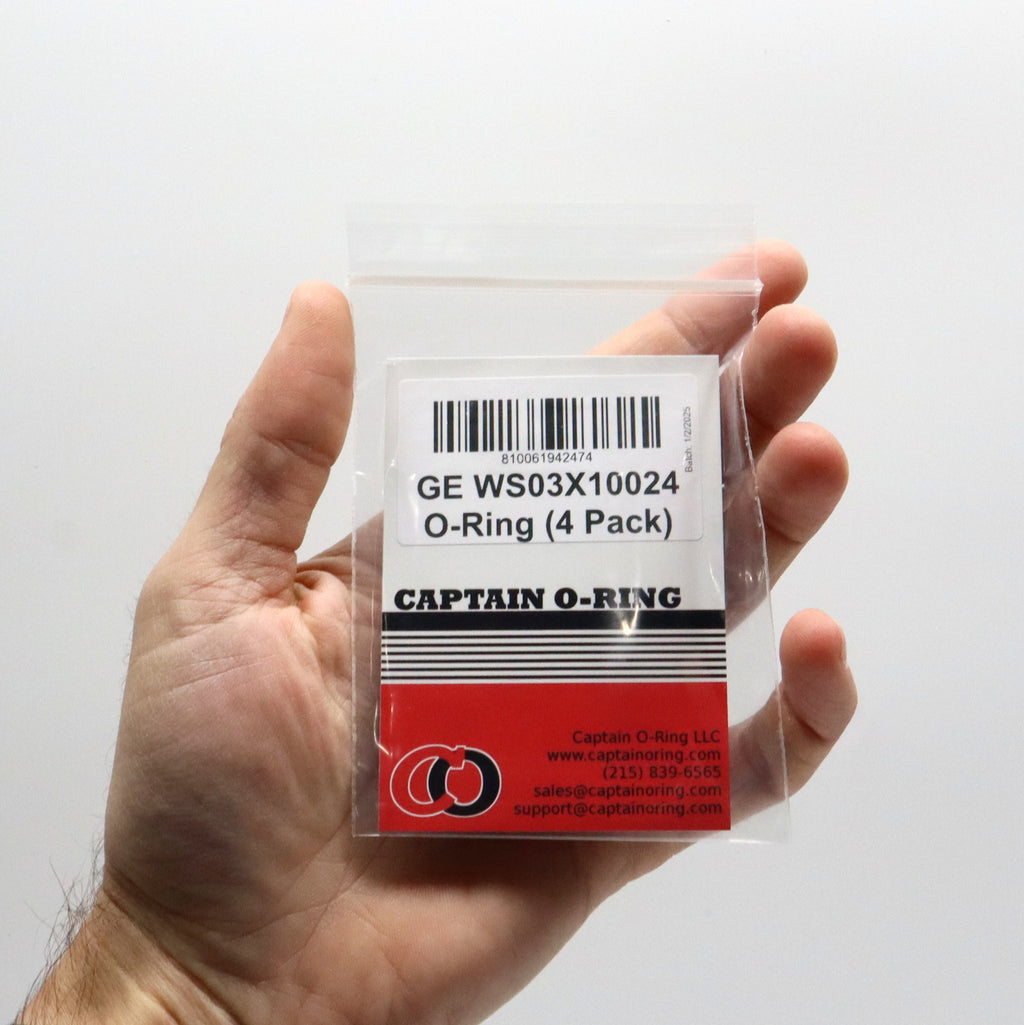 810061942474
Batch: 1/2/2025
GE WS03X10024
O-Ring (4 Pack)
CAPTAIN O-RING
Captain O-Ring LLC
www.captainoring.com
(215) 839-6565
sales@captainoring.com
support@captainoring.com